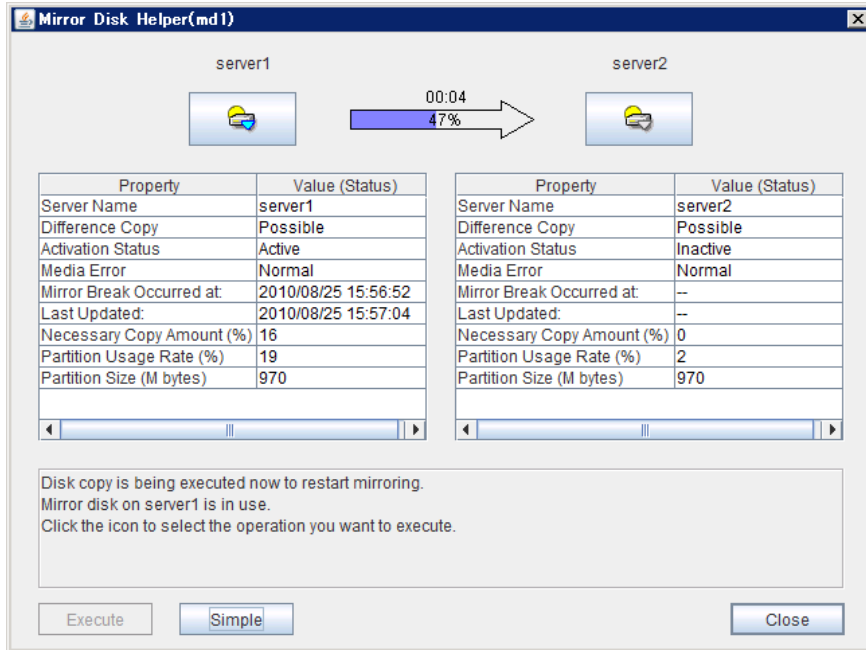 Mirror Disk Helper(md1)
server1
server2
00:04
47%
Property Value (Status)
Server Name server1
Difference Copy Possible
Activation Status Active
Media Error Normal
Mirror Break Occurred at: 2010/08/25 15:56:52
Last Updated: 2010/08/25 15:57:04
Necessary Copy Amount (%) 16
Partition Usage Rate (%) 19
Partition Size (M bytes) 970
Property Value (Status)
Server Name server2
Difference Copy Possible
Activation Status Inactive
Media Error Normal
Mirror Break Occurred at: --
Last Updated: --
Necessary Copy Amount (%) 0
Partition Usage Rate (%) 2
Partition Size (M bytes) 970
Disk copy is being executed now to restart mirroring.
Mirror disk on server1 is in use.
Click the icon to select the operation you want to execute.
Execute Simple Close